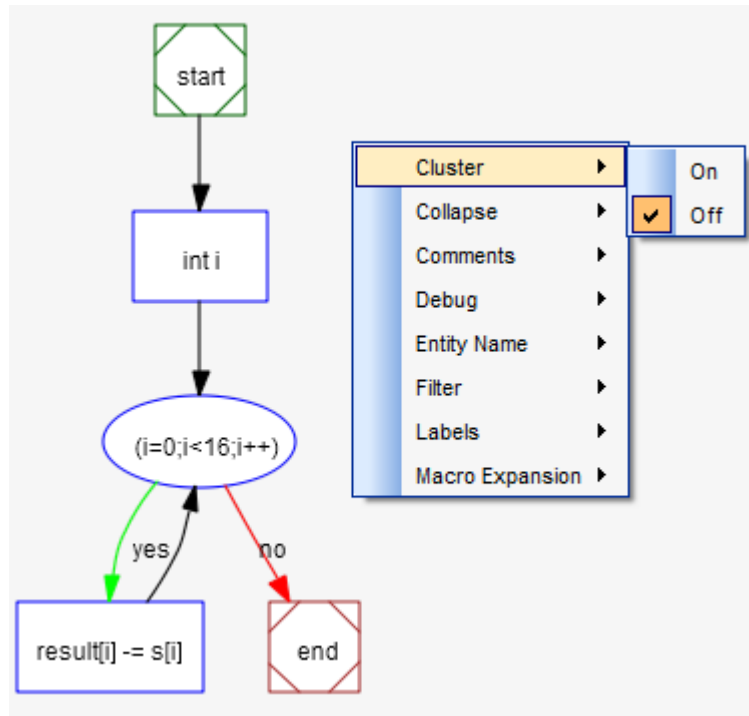 start
int i
(i=0;i<16;i++)
yes
no
result[i] -= s[i]
end
Cluster
Collapse
Comments
Debug
Entity Name
Filter
Labels
Macro Expansion
On
Off